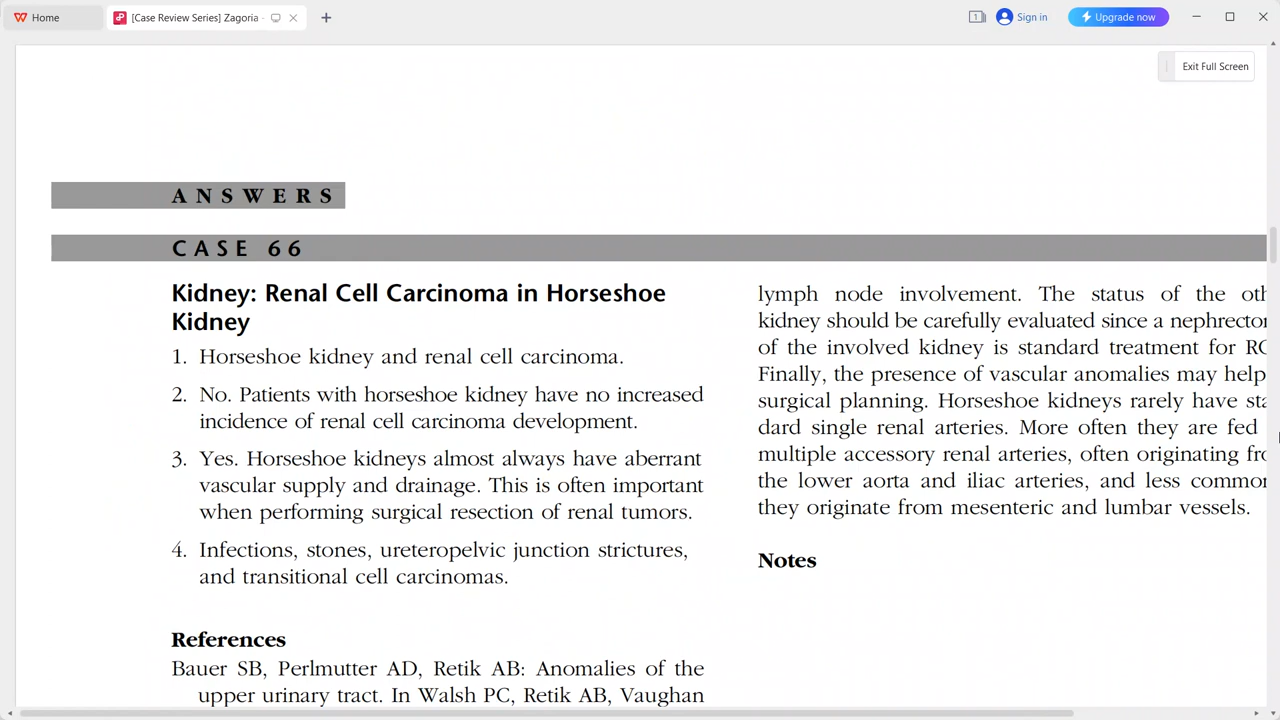 Home
[Case Review Series] Zagoria
1
Sign in
Upgrade now
Exit Full Screen
ANSWERS
CASE 66
Kidney: Renal Cell Carcinoma in Horseshoe
Kidney
1. Horseshoe kidney and renal cell carcinoma.
2. No. Patients with horseshoe kidney have no increased
incidence of renal cell carcinoma development.
3. Yes. Horseshoe kidneys almost always have aberrant
vascular supply and drainage. This is often important
when performing surgical resection of renal tumors.
4. Infections, stones, ureteropelvic junction strictures,
and transitional cell carcinomas.
References
Bauer SB, Perlmutter AD, Retik AB: Anomalies of the
upper urinary tract. In Walsh PC, Retik AB, Vaughan
lymph node involvement. The status of the oth
kidney should be carefully evaluated since a nephrector
of the involved kidney is standard treatment for RC
Finally, the presence of vascular anomalies may help
surgical planning. Horseshoe kidneys rarely have sta
dard single renal arteries. More often they are fed
multiple accessory renal arteries, often originating fro
the lower aorta and iliac arteries, and less common
they originate from mesenteric and lumbar vessels.
Notes